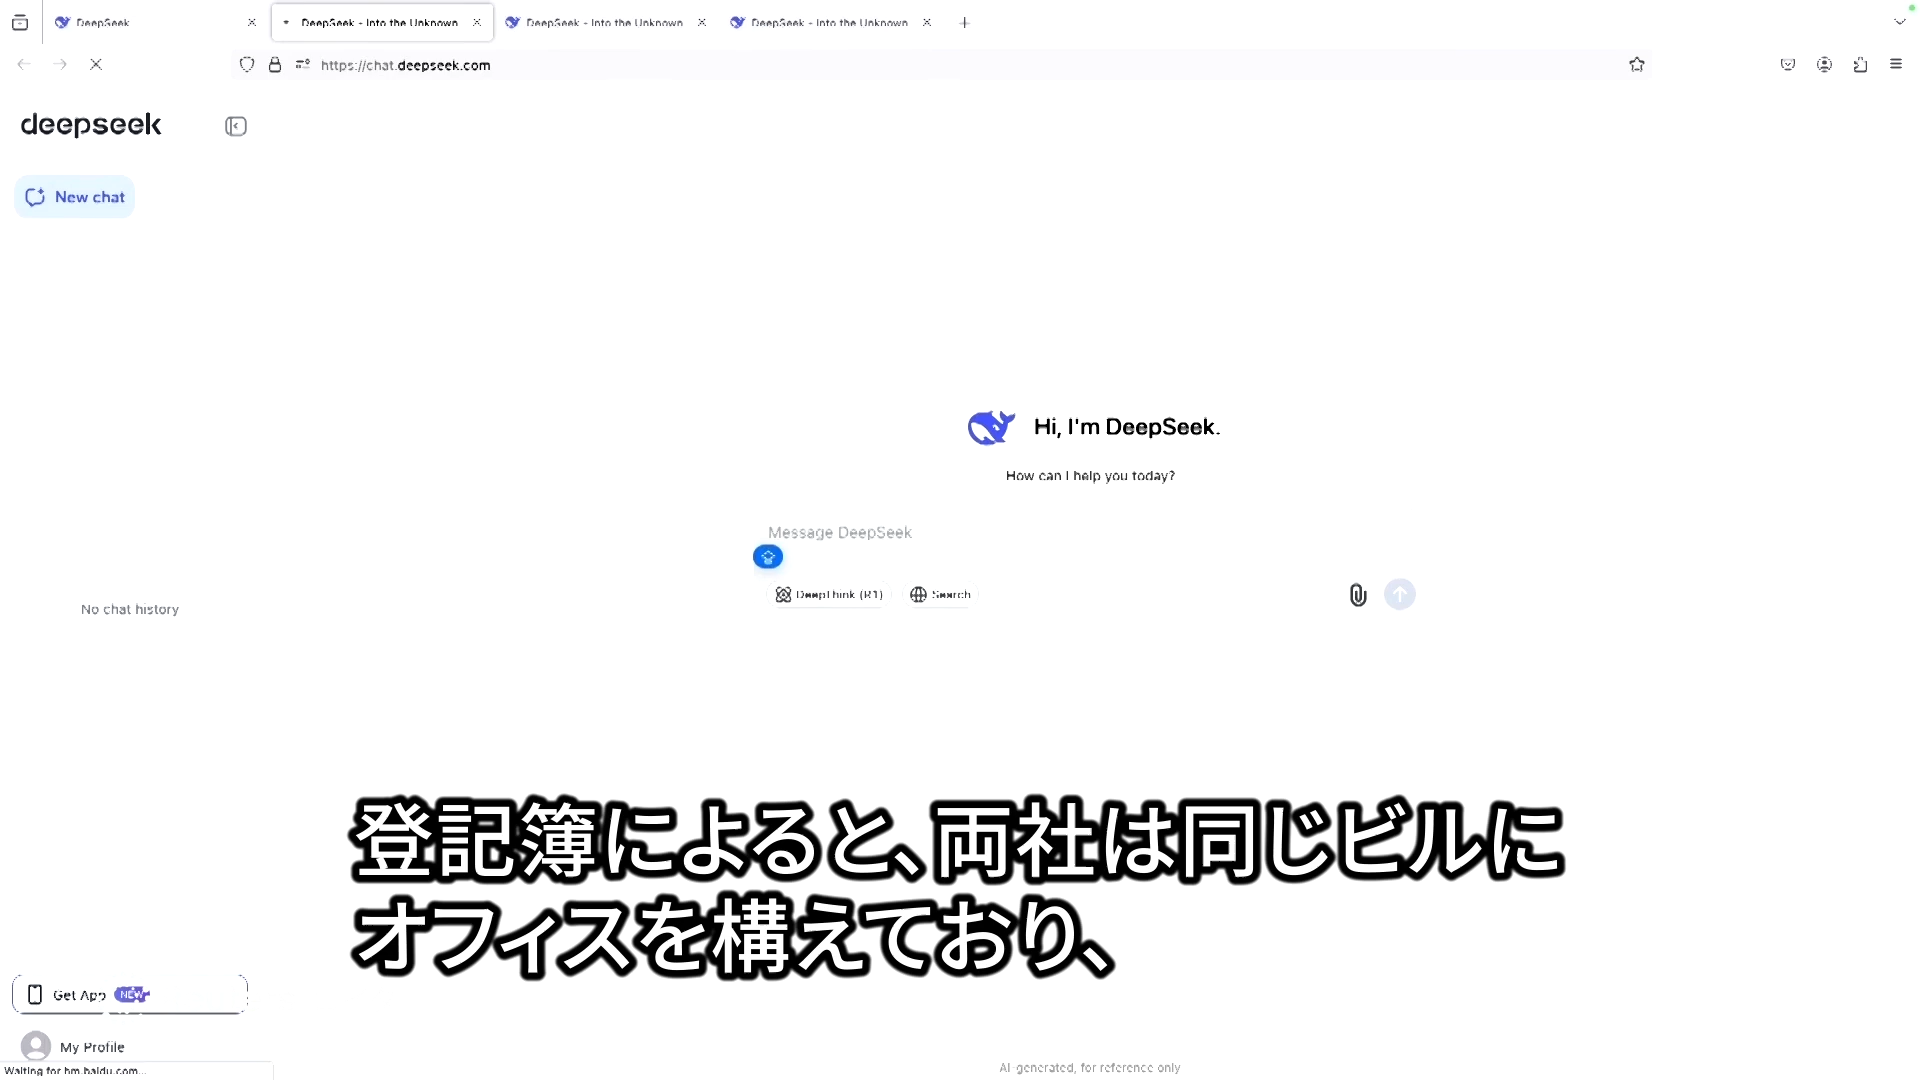 DeepSeek
DeepSeek - Into the Unknown
DeepSeek - Into the Unknown
DeepSeek - Into the Unknown
https://chat.deepseek.com
deepseek
New chat
Hi, I'm DeepSeek.
How can I help you today?
Message DeepSeek
DeepThink (R1)
Search
No chat history
登記簿によると、両社は同じビルに
オフィスを構えており、
Get App NEW
My Profile
Waiting for hm.baidu.com...
AI-generated, for reference only